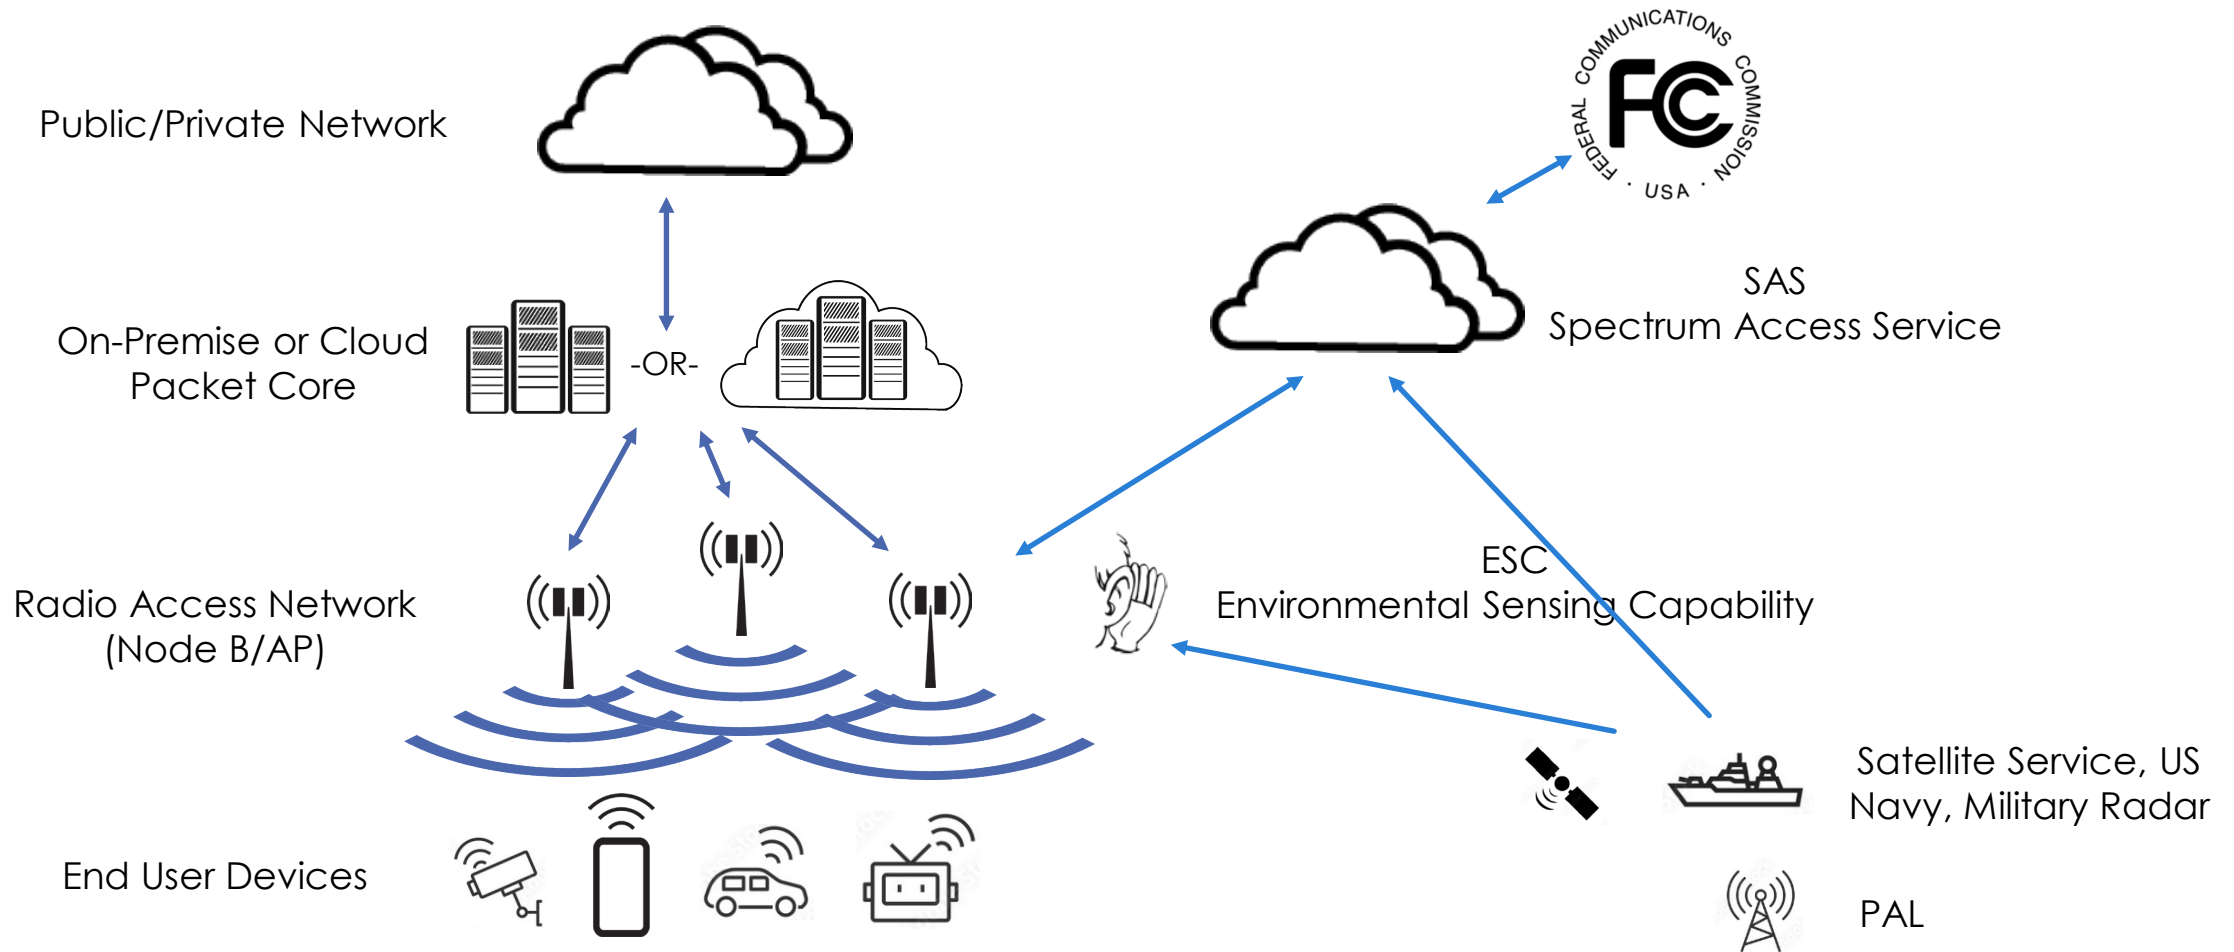 Public/Private Network
FEDERAL COMMUNICATIONS COMMISSION
· USA ·
FCC
SAS
Spectrum Access Service
On-Premise or Cloud
Packet Core
-OR-
ESC
Environmental Sensing Capability
Radio Access Network
(Node B/AP)
Satellite Service, US
Navy, Military Radar
End User Devices
PAL